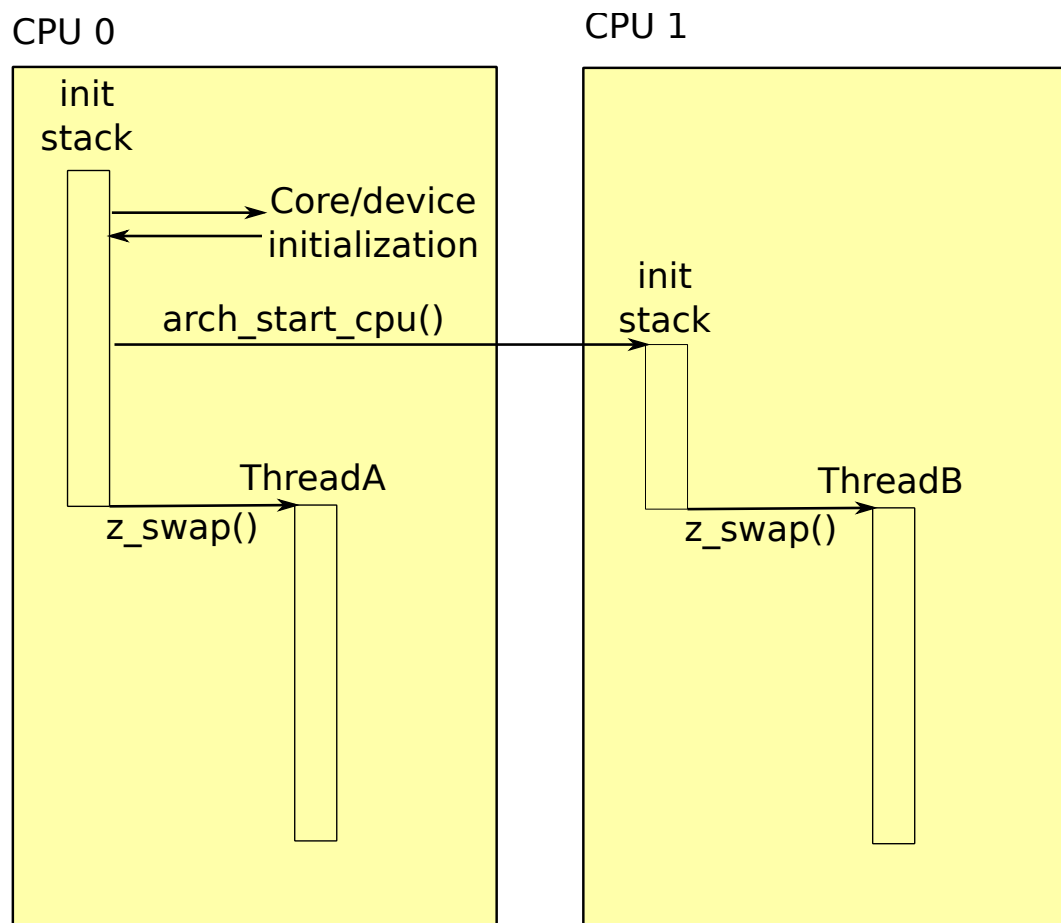 CPU 0
init
stack
Core/device
initialization
arch_start_cpu()
ThreadA
z_swap()
CPU 1
init
stack
ThreadB
z_swap()